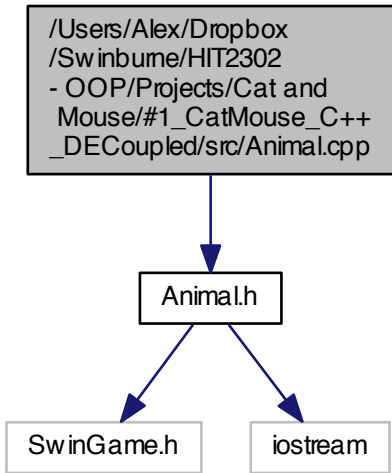 /Users/Alex/Dropbox
/Swinburne/HIT2302
- OOP/Projects/Cat and
Mouse/#1_CatMouse_C++
_DECoupled/src/Animal.cpp
Animal.h
SwinGame.h
iostream